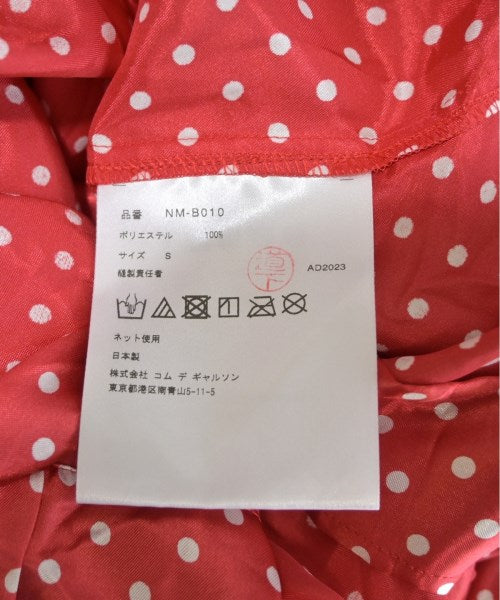 品番 NM-B010
ポリエステル 100%
サイズ S
縫製責任者 道下 AD2023
ネット使用
日本製
株式会社 コム デ ギャルソン
東京都港区南青山5-11-5